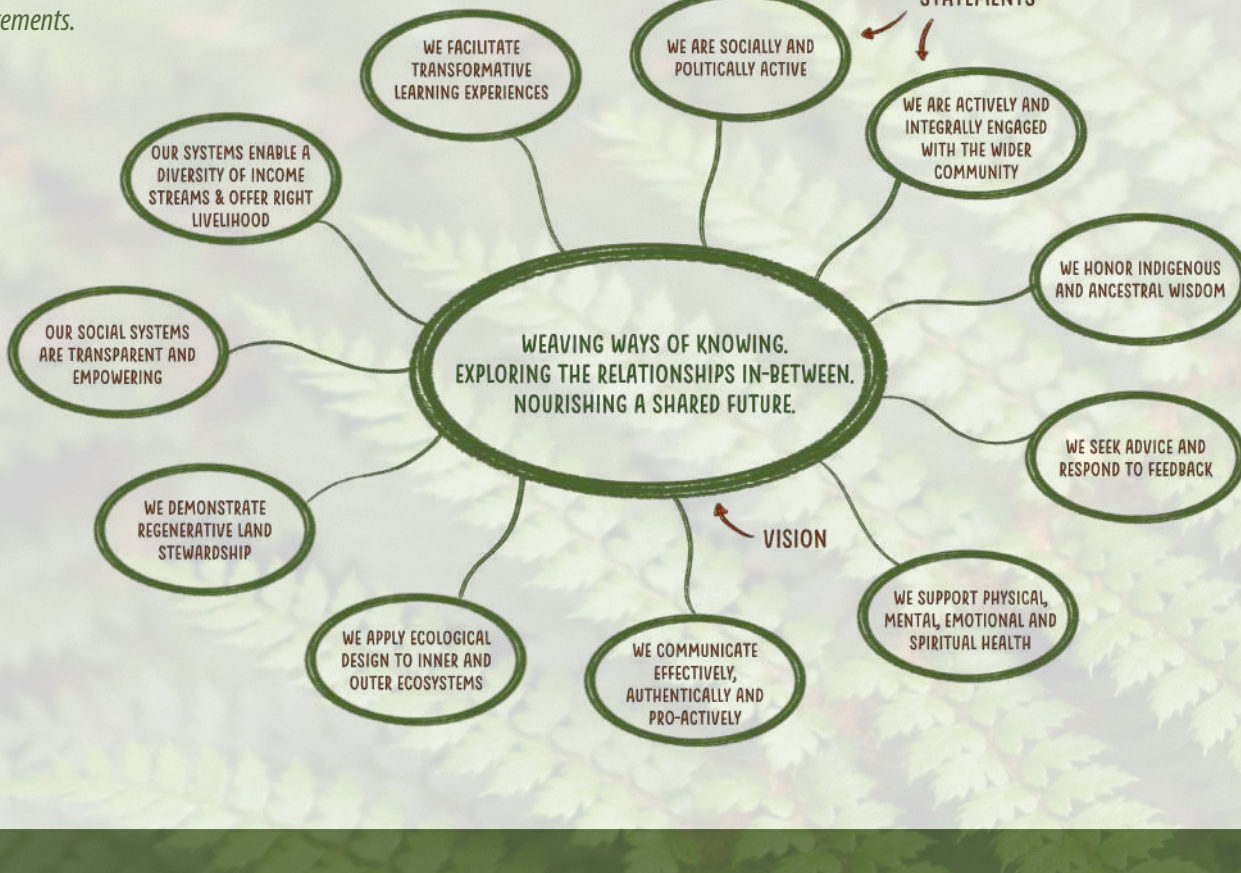 STATEMENTS
WE FACILITATE
TRANSFORMATIVE
LEARNING EXPERIENCES
WE ARE SOCIALLY AND
POLITICALLY ACTIVE
WE ARE ACTIVELY AND
INTEGRALLY ENGAGED
WITH THE WIDER
COMMUNITY
OUR SYSTEMS ENABLE A
DIVERSITY OF INCOME
STREAMS & OFFER RIGHT
LIVELIHOOD
WE HONOR INDIGENOUS
AND ANCESTRAL WISDOM
OUR SOCIAL SYSTEMS
ARE TRANSPARENT AND
EMPOWERING
WEAVING WAYS OF KNOWING.
EXPLORING THE RELATIONSHIPS IN-BETWEEN.
NOURISHING A SHARED FUTURE.
WE SEEK ADVICE AND
RESPOND TO FEEDBACK
WE DEMONSTRATE
REGENERATIVE LAND
STEWARDSHIP
VISION
WE SUPPORT PHYSICAL,
MENTAL, EMOTIONAL AND
SPIRITUAL HEALTH
WE APPLY ECOLOGICAL
DESIGN TO INNER AND
OUTER ECOSYSTEMS
WE COMMUNICATE
EFFECTIVELY,
AUTHENTICALLY AND
PRO-ACTIVELY